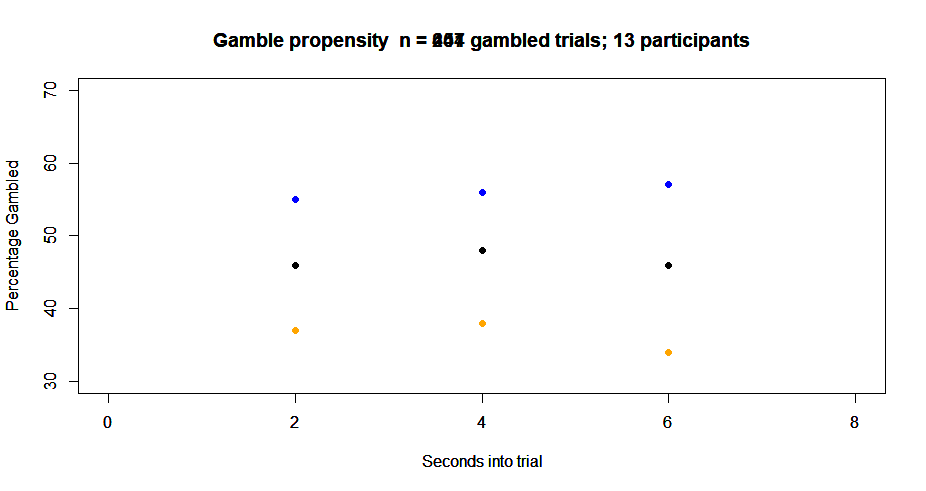 Gamble propensity n = gambled trials; 13 participants
Percentage Gambled
70
60
50
40
30
0 2 4 6 8
Seconds into trial